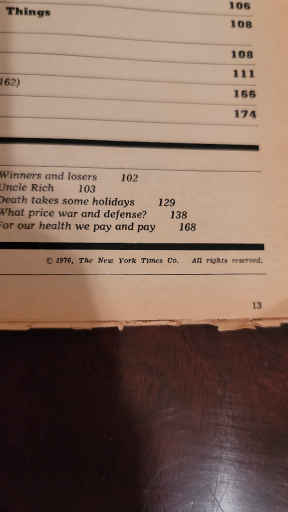 Things 106
108
108
111
162) 166
174
Winners and losers 102
Uncle Rich 103
Death takes some holidays 129
What price war and defense? 138
For our health we pay and pay 168
© 1976, The New York Times Co. All rights reserved.
13